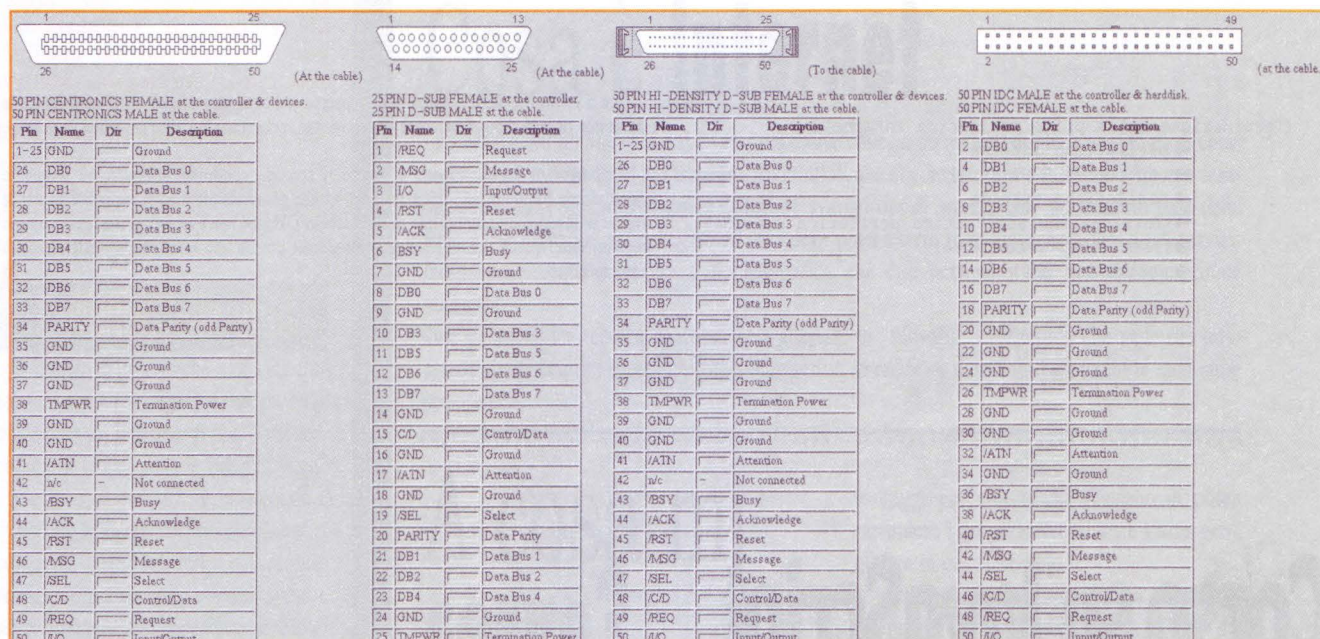 1 25
26 50
(At the cable)
50 PIN CENTRONICS FEMALE at the controller & devices.
50 PIN CENTRONICS MALE at the cable.
Pin Name Dir Description
1-25 GND Ground
26 DB0 Data Bus 0
27 DB1 Data Bus 1
28 DB2 Data Bus 2
29 DB3 Data Bus 3
30 DB4 Data Bus 4
31 DB5 Data Bus 5
32 DB6 Data Bus 6
33 DB7 Data Bus 7
34 PARITY Data Parity (odd Parity)
35 GND Ground
36 GND Ground
37 GND Ground
38 TMPWR Termination Power
39 GND Ground
40 GND Ground
41 /ATN Attention
42 n/c - Not connected
43 /BSY Busy
44 /ACK Acknowledge
45 /RST Reset
46 /MSG Message
47 /SEL Select
48 /C/D Control/Data
49 /REQ Request
50 /I/O Input/Output
1 13
14 25
(At the cable)
25 PIN D-SUB FEMALE at the controller
25 PIN D-SUB MALE at the cable.
Pin Name Dir Description
1 /REQ Request
2 /MSG Message
3 I/O Input/Output
4 /RST Reset
5 /ACK Acknowledge
6 BSY Busy
7 GND Ground
8 DB0 Data Bus 0
9 GND Ground
10 DB3 Data Bus 3
11 DB5 Data Bus 5
12 DB6 Data Bus 6
13 DB7 Data Bus 7
14 GND Ground
15 C/D Control/Data
16 GND Ground
17 /ATN Attention
18 GND Ground
19 /SEL Select
20 PARITY Data Parity
21 DB1 Data Bus 1
22 DB2 Data Bus 2
23 DB4 Data Bus 4
24 GND Ground
25 TMPWR Termination Power
1 25
26 50
(To the cable)
50 PIN HI-DENSITY D-SUB FEMALE at the controller & devices.
50 PIN HI-DENSITY D-SUB MALE at the cable.
Pin Name Dir Description
1-25 GND Ground
26 DB0 Data Bus 0
27 DB1 Data Bus 1
28 DB2 Data Bus 2
29 DB3 Data Bus 3
30 DB4 Data Bus 4
31 DB5 Data Bus 5
32 DB6 Data Bus 6
33 DB7 Data Bus 7
34 PARITY Data Parity (odd Parity)
35 GND Ground
36 GND Ground
37 GND Ground
38 TMPWR Termination Power
39 GND Ground
40 GND Ground
41 /ATN Attention
42 n/c - Not connected
43 /BSY Busy
44 /ACK Acknowledge
45 /RST Reset
46 /MSG Message
47 /SEL Select
48 /C/D Control/Data
49 /REQ Request
50 /I/O Input/Output
1 49
2 50
(at the cable
50 PIN IDC MALE at the controller & harddisk.
50 PIN IDC FEMALE at the cable.
Pin Name Dir Description
2 DB0 Data Bus 0
4 DB1 Data Bus 1
6 DB2 Data Bus 2
8 DB3 Data Bus 3
10 DB4 Data Bus 4
12 DB5 Data Bus 5
14 DB6 Data Bus 6
16 DB7 Data Bus 7
18 PARITY Data Parity (odd Parity)
20 GND Ground
22 GND Ground
24 GND Ground
26 TMPWR Termination Power
28 GND Ground
30 GND Ground
32 /ATN Attention
34 GND Ground
36 /BSY Busy
38 /ACK Acknowledge
40 /RST Reset
42 /MSG Message
44 /SEL Select
46 /C/D Control/Data
48 /REQ Request
50 /I/O Input/Output